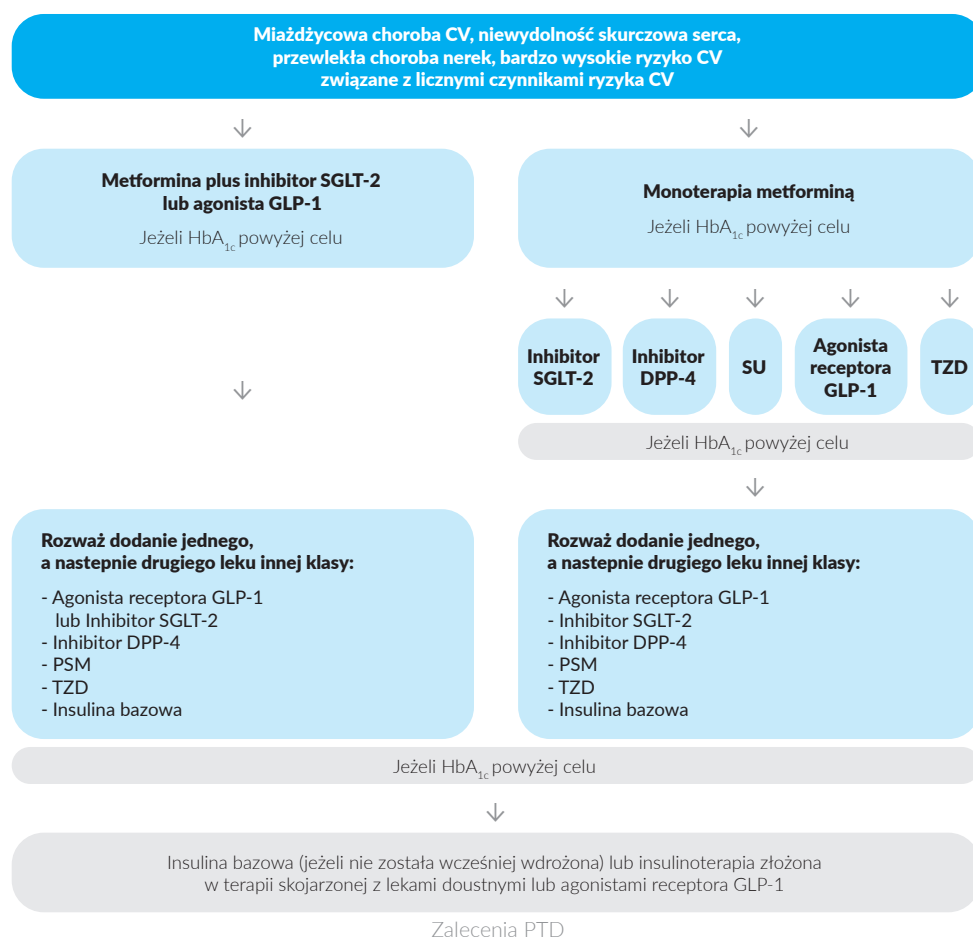 Miażdżycowa choroba CV, niewydolność skurczowa serca,
przewlekła choroba nerek, bardzo wysokie ryzyko CV
związane z licznymi czynnikami ryzyka CV
Metformina plus inhibitor SGLT-2
lub agonista GLP-1
Jeżeli HbA1c powyżej celu
Monoterapia metforminą
Jeżeli HbA1c powyżej celu
Inhibitor
SGLT-2
Inhibitor
DPP-4
SU
Agonista
receptora
GLP-1
TZD
Jeżeli HbA1c powyżej celu
Rozważ dodanie jednego,
a nastepnie drugiego leku innej klasy:
- Agonista receptora GLP-1
lub Inhibitor SGLT-2
- Inhibitor DPP-4
- PSM
- TZD
- Insulina bazowa
Rozważ dodanie jednego,
a nastepnie drugiego leku innej klasy:
- Agonista receptora GLP-1
- Inhibitor SGLT-2
- Inhibitor DPP-4
- PSM
- TZD
- Insulina bazowa
Jeżeli HbA1c powyżej celu
Insulina bazowa (jeżeli nie została wcześniej wdrożona) lub insulinoterapia złożona
w terapii skojarzonej z lekami doustnymi lub agonistami receptora GLP-1
Zalecenia PTD